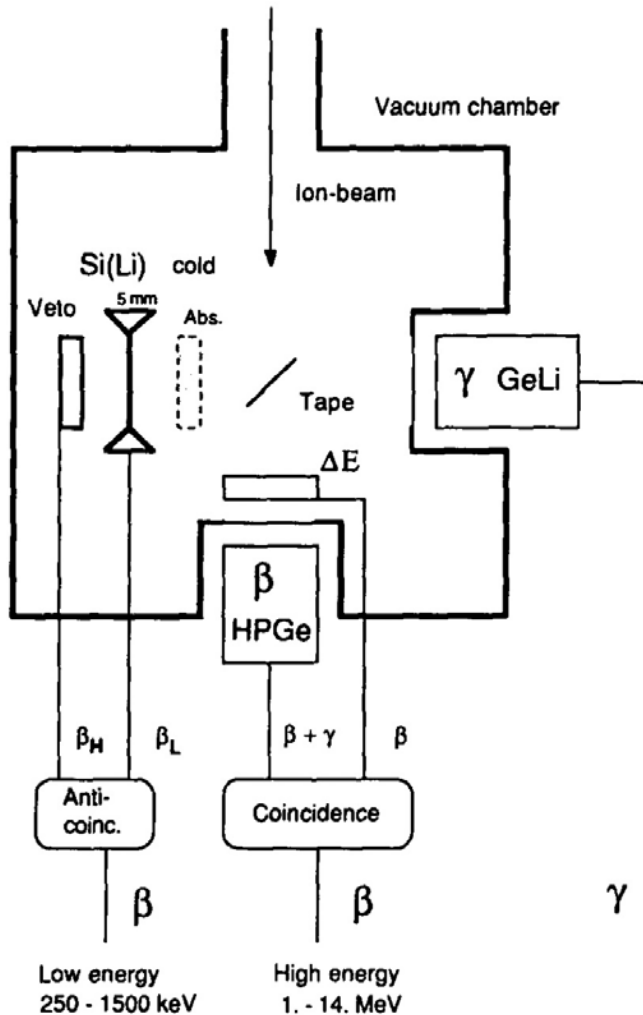 Vacuum chamber
Ion-beam
Si(Li) cold
5 mm
Veto
Abs.
Tape
γ GeLi
ΔE
β
HPGe
β_H
β_L
β + γ
β
Anti-
coinc.
Coincidence
β
β
γ
Low energy
250 - 1500 keV
High energy
1. - 14. MeV